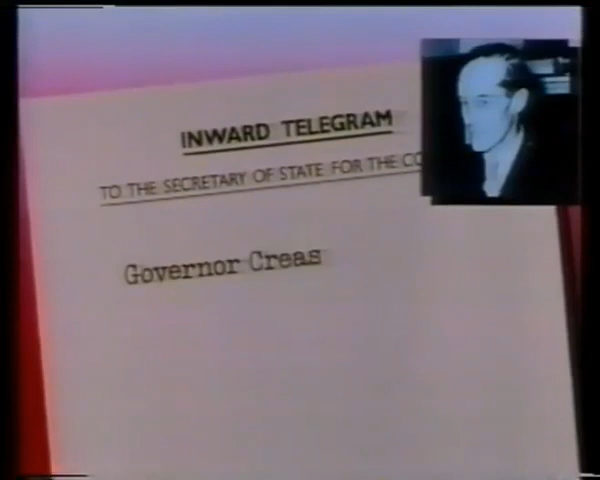 INWARD TELEGRAM
TO THE SECRETARY OF STATE FOR THE CO
Governor Creas